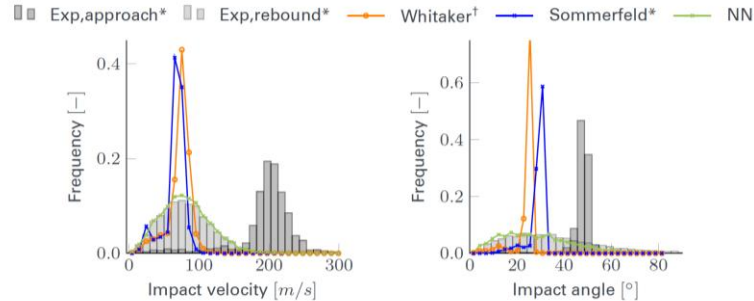 Exp,approach* Exp,rebound* Whitaker† Sommerfeld* NN
Frequency [−]
0.4
0.2
0.0
0 100 200 300
Impact velocity [m/s]
Frequency [−]
0.6
0.4
0.2
0.0
0 20 40 60 80
Impact angle [°]